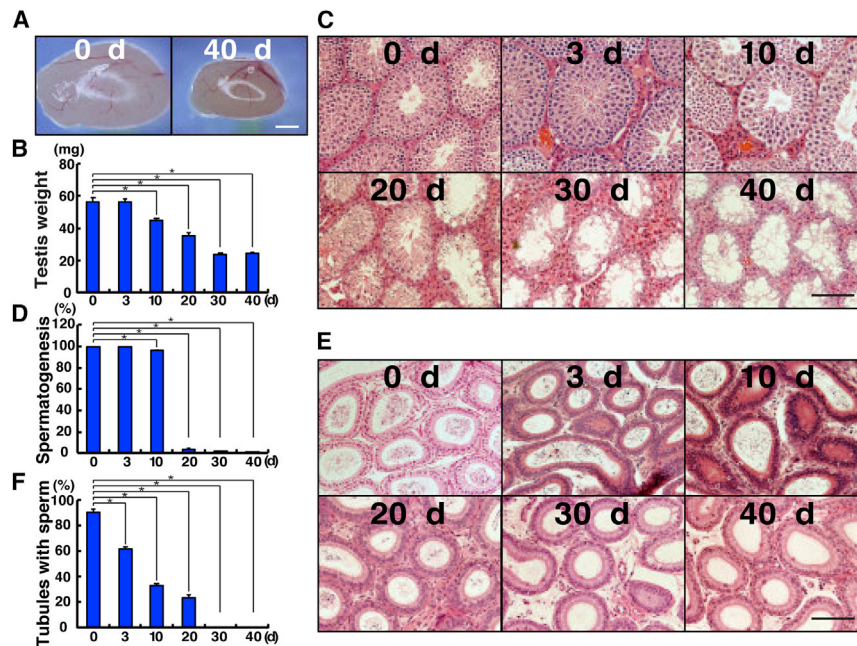 A
0 d
40 d
B
(mg)
Testis weight
80
60
40
20
0
* * * * *
0 3 10 20 30 40 (d)
C
0 d
3 d
10 d
20 d
30 d
40 d
D
(%)
Spermatogenesis
120
100
80
60
40
20
0
* * * *
0 3 10 20 30 40 (d)
E
0 d
3 d
10 d
20 d
30 d
40 d
F
(%)
Tubules with sperm
100
80
60
40
20
0
* * * * *
0 3 10 20 30 40 (d)